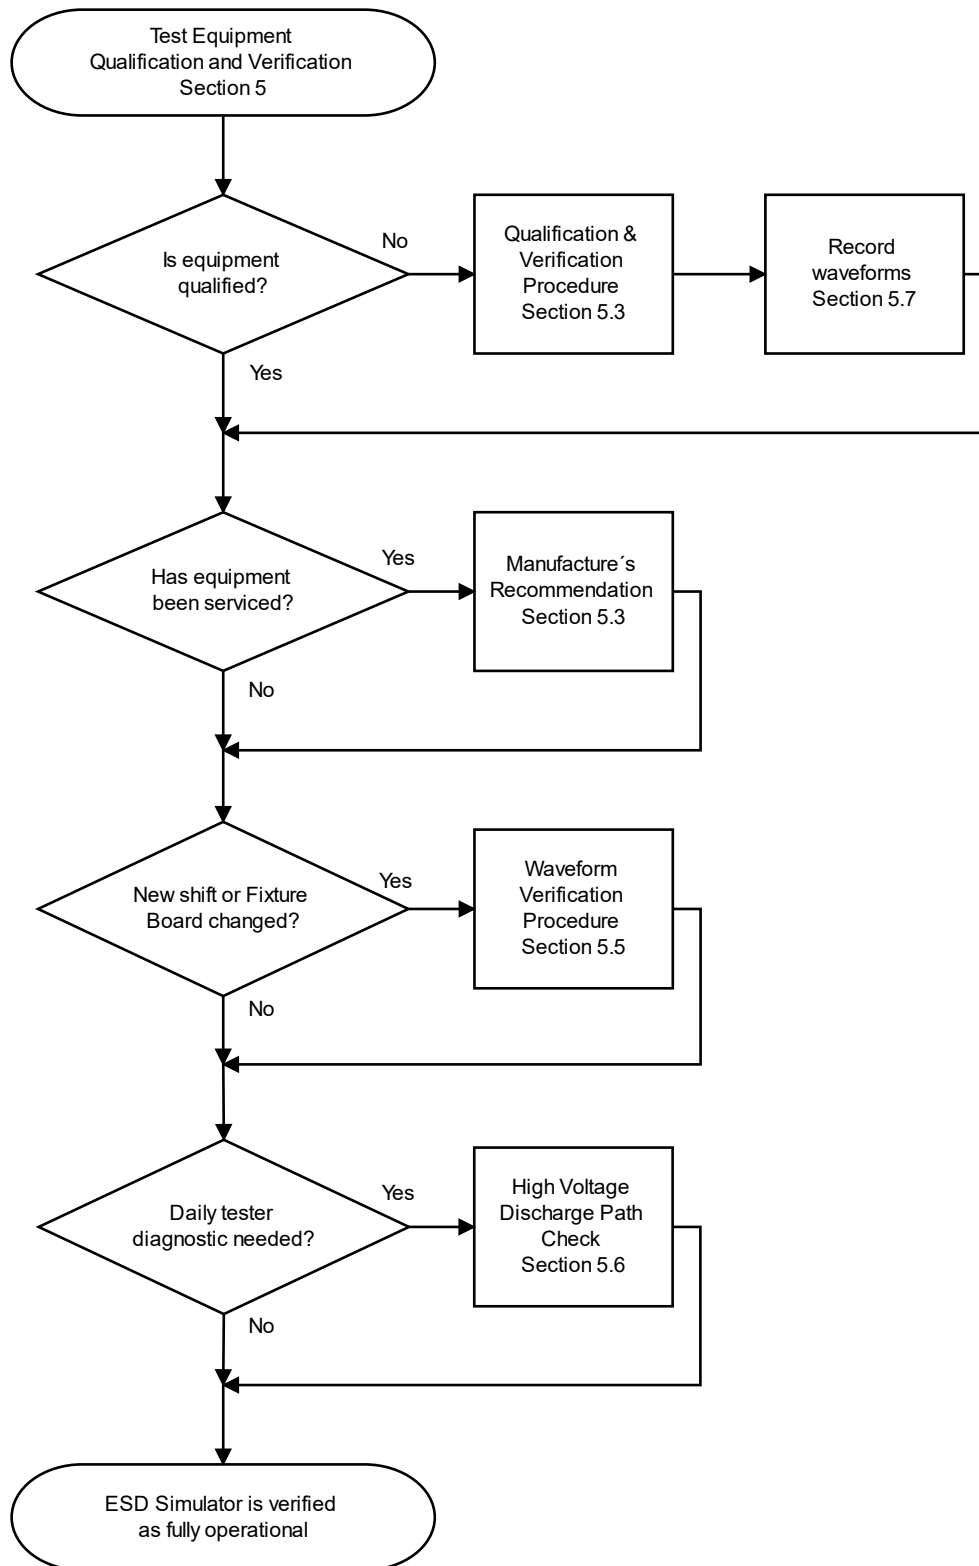 Test Equipment
Qualification and Verification
Section 5
Is equipment
qualified?
No
Qualification &
Verification
Procedure
Section 5.3
Record
waveforms
Section 5.7
Yes
Has equipment
been serviced?
Yes
Manufacture´s
Recommendation
Section 5.3
No
New shift or Fixture
Board changed?
Yes
Waveform
Verification
Procedure
Section 5.5
No
Daily tester
diagnostic needed?
Yes
High Voltage
Discharge Path
Check
Section 5.6
No
ESD Simulator is verified
as fully operational